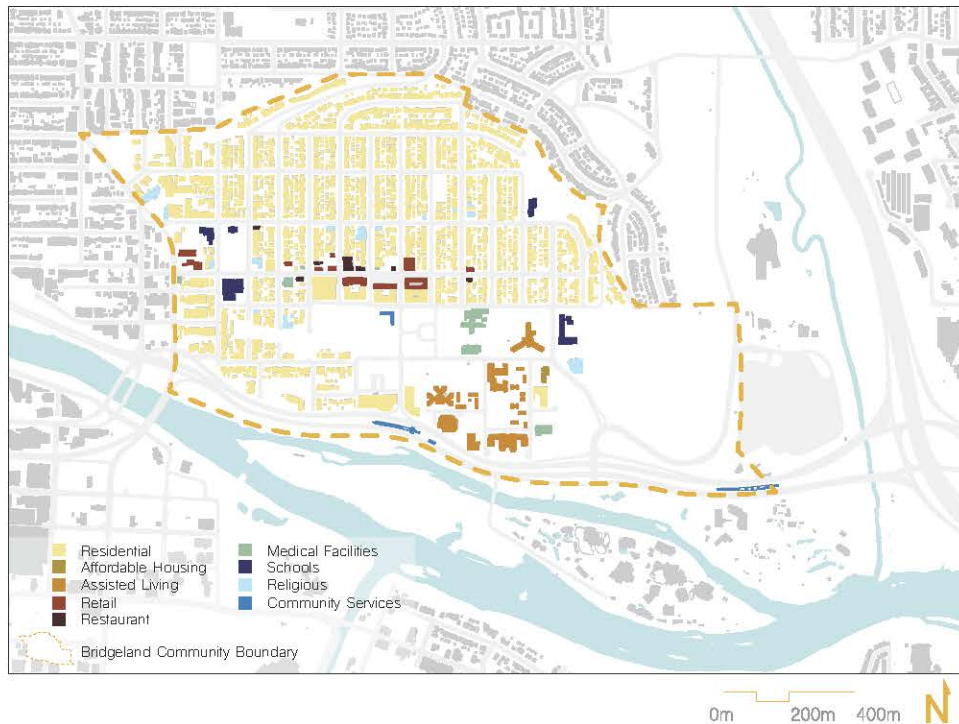 Residential
Affordable Housing
Assisted Living
Retail
Restaurant
Medical Facilities
Schools
Religious
Community Services
Bridgeland Community Boundary
0m 200m 400m
N